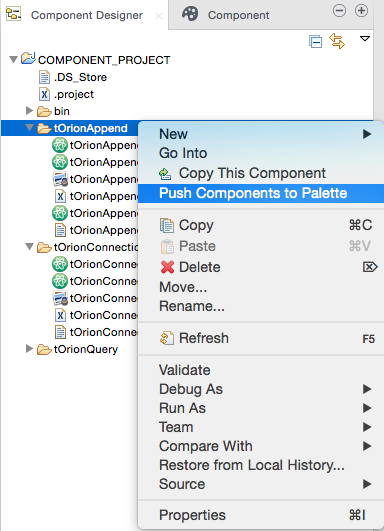 Component Designer
Component
COMPONENT_PROJECT
.DS_Store
.project
bin
tOrionAppend
tOrionAppen
tOrionAppen
tOrionAppen
tOrionAppen
tOrionAppen
tOrionAppen
tOrionConnectio
tOrionConne
tOrionConne
tOrionConne
tOrionConne
tOrionConne
tOrionQuery
New
Go Into
Copy This Component
Push Components to Palette
Copy ⌘C
Paste ⌘V
Delete ⌦
Move...
Rename...
Refresh F5
Validate
Debug As
Run As
Team
Compare With
Restore from Local History...
Source
Properties ⌘I